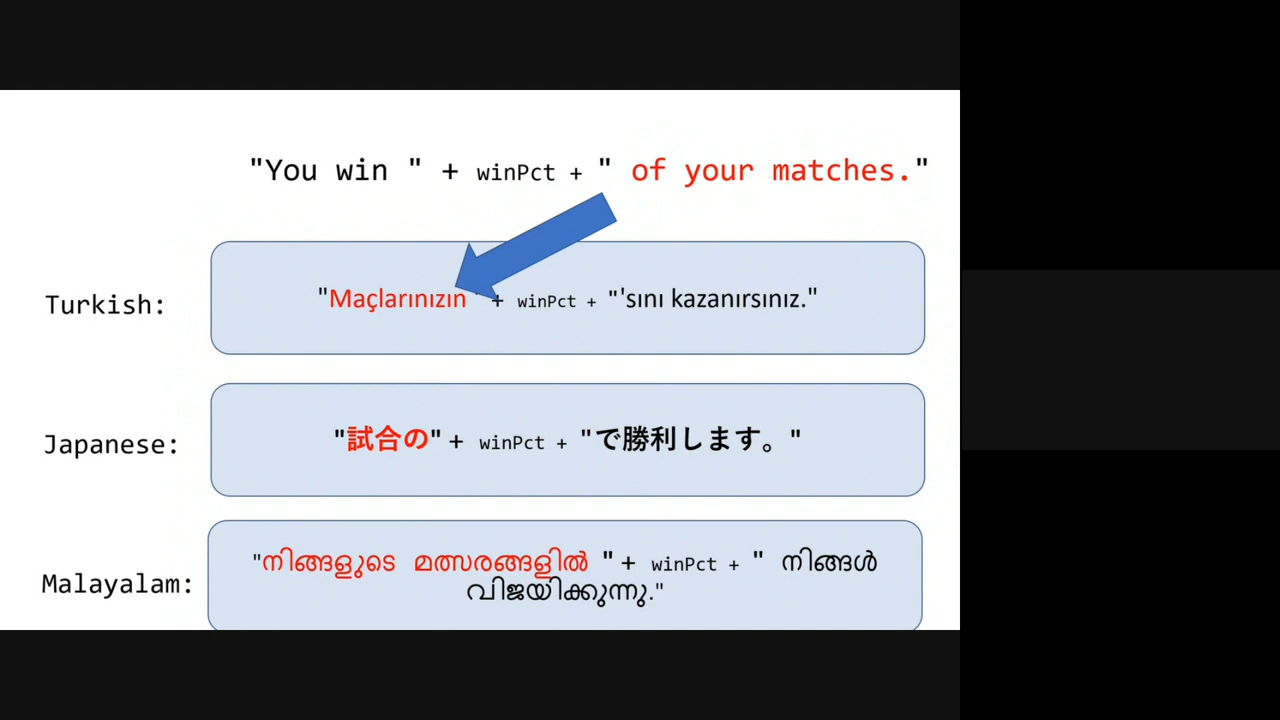 "You win " + winPct + " of your matches."
Turkish:
"Maçlarınızın " + winPct + "'sını kazanırsınız."
Japanese:
"試合の" + winPct + "で勝利します。"
Malayalam:
"നിങ്ങളുടെ മത്സരങ്ങളിൽ " + winPct + " നിങ്ങൾ
വിജയിക്കുന്നു."